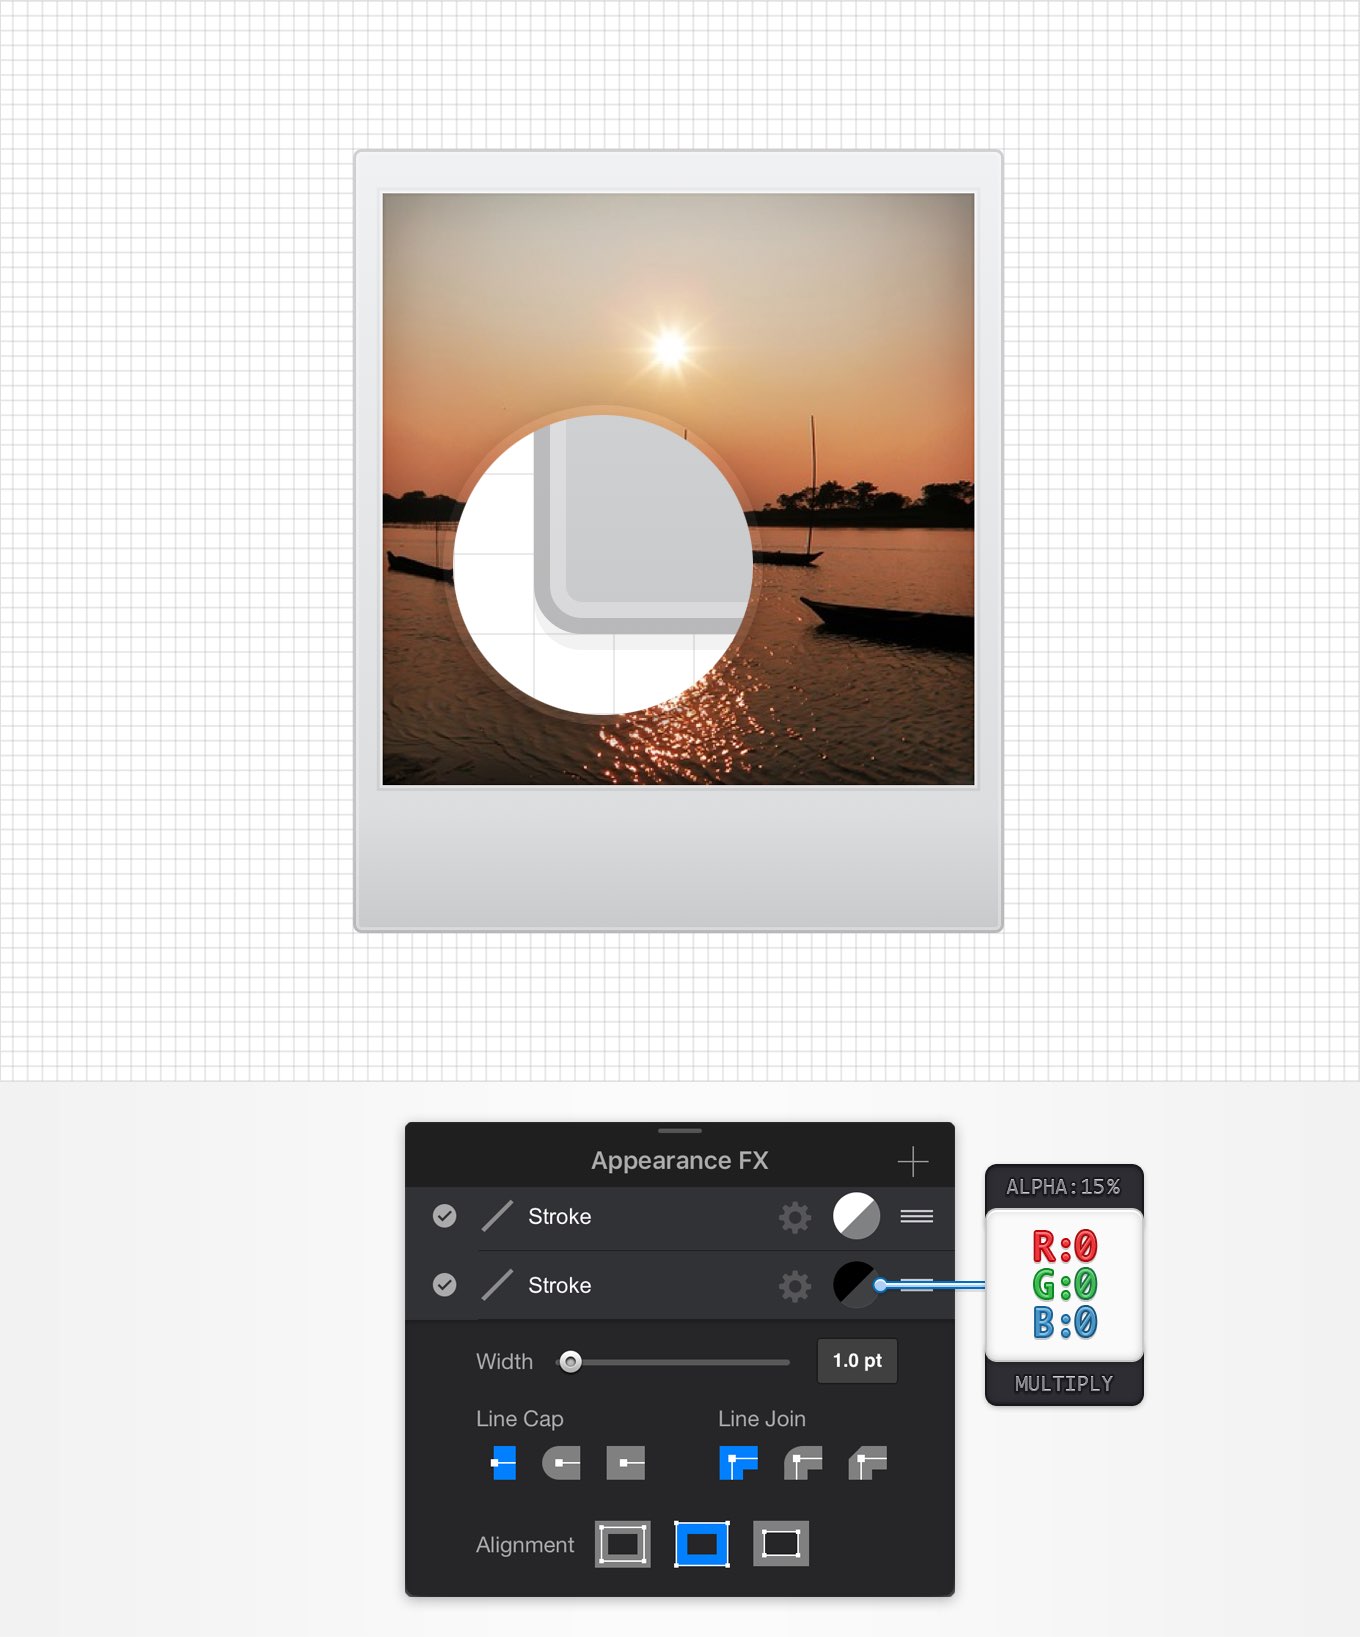 Appearance FX
Stroke
Stroke
Width
1.0 pt
Line Cap
Line Join
Alignment
ALPHA:15%
R:0
G:0
B:0
MULTIPLY